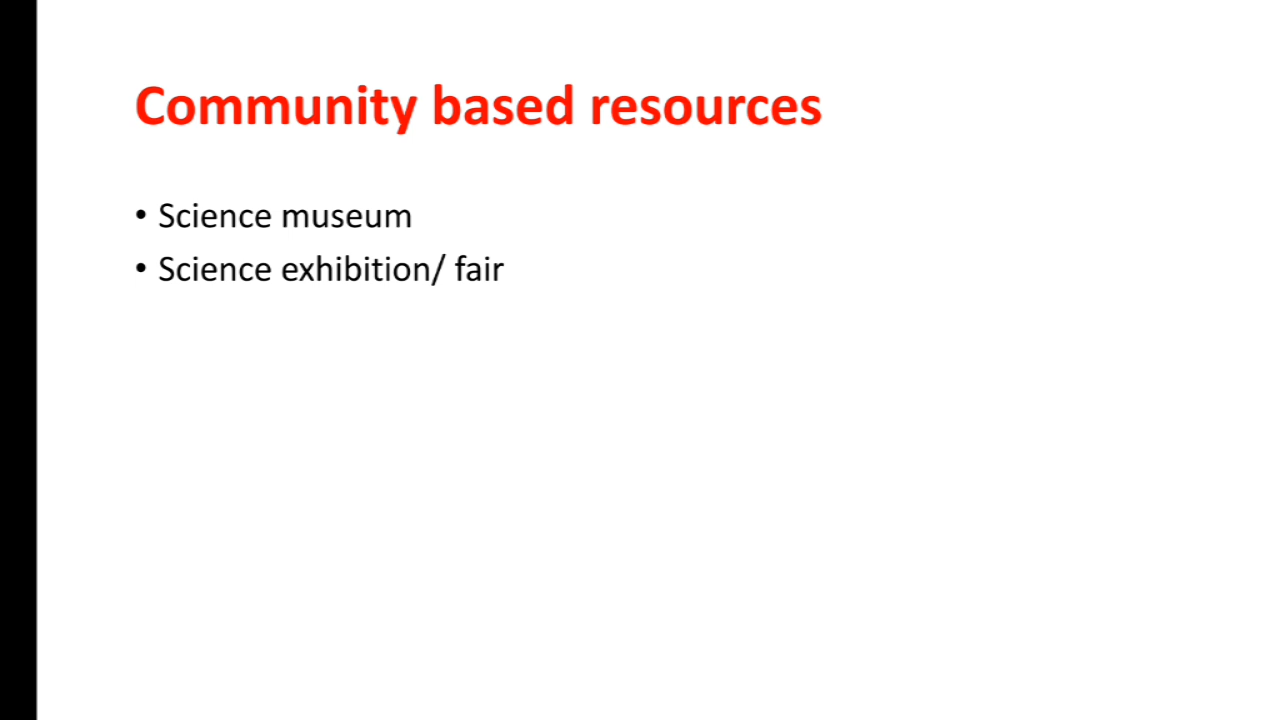 Community based resources
• Science museum
• Science exhibition/ fair